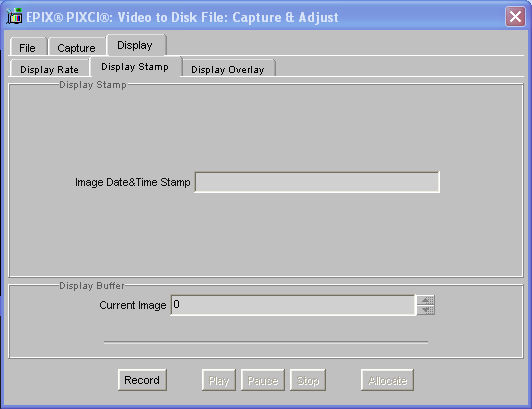 EPIX® PIXCI®: Video to Disk File: Capture & Adjust
File Capture Display
Display Rate Display Stamp Display Overlay
Display Stamp
Image Date&Time Stamp
Display Buffer
Current Image 0
Record Play Pause Stop Allocate